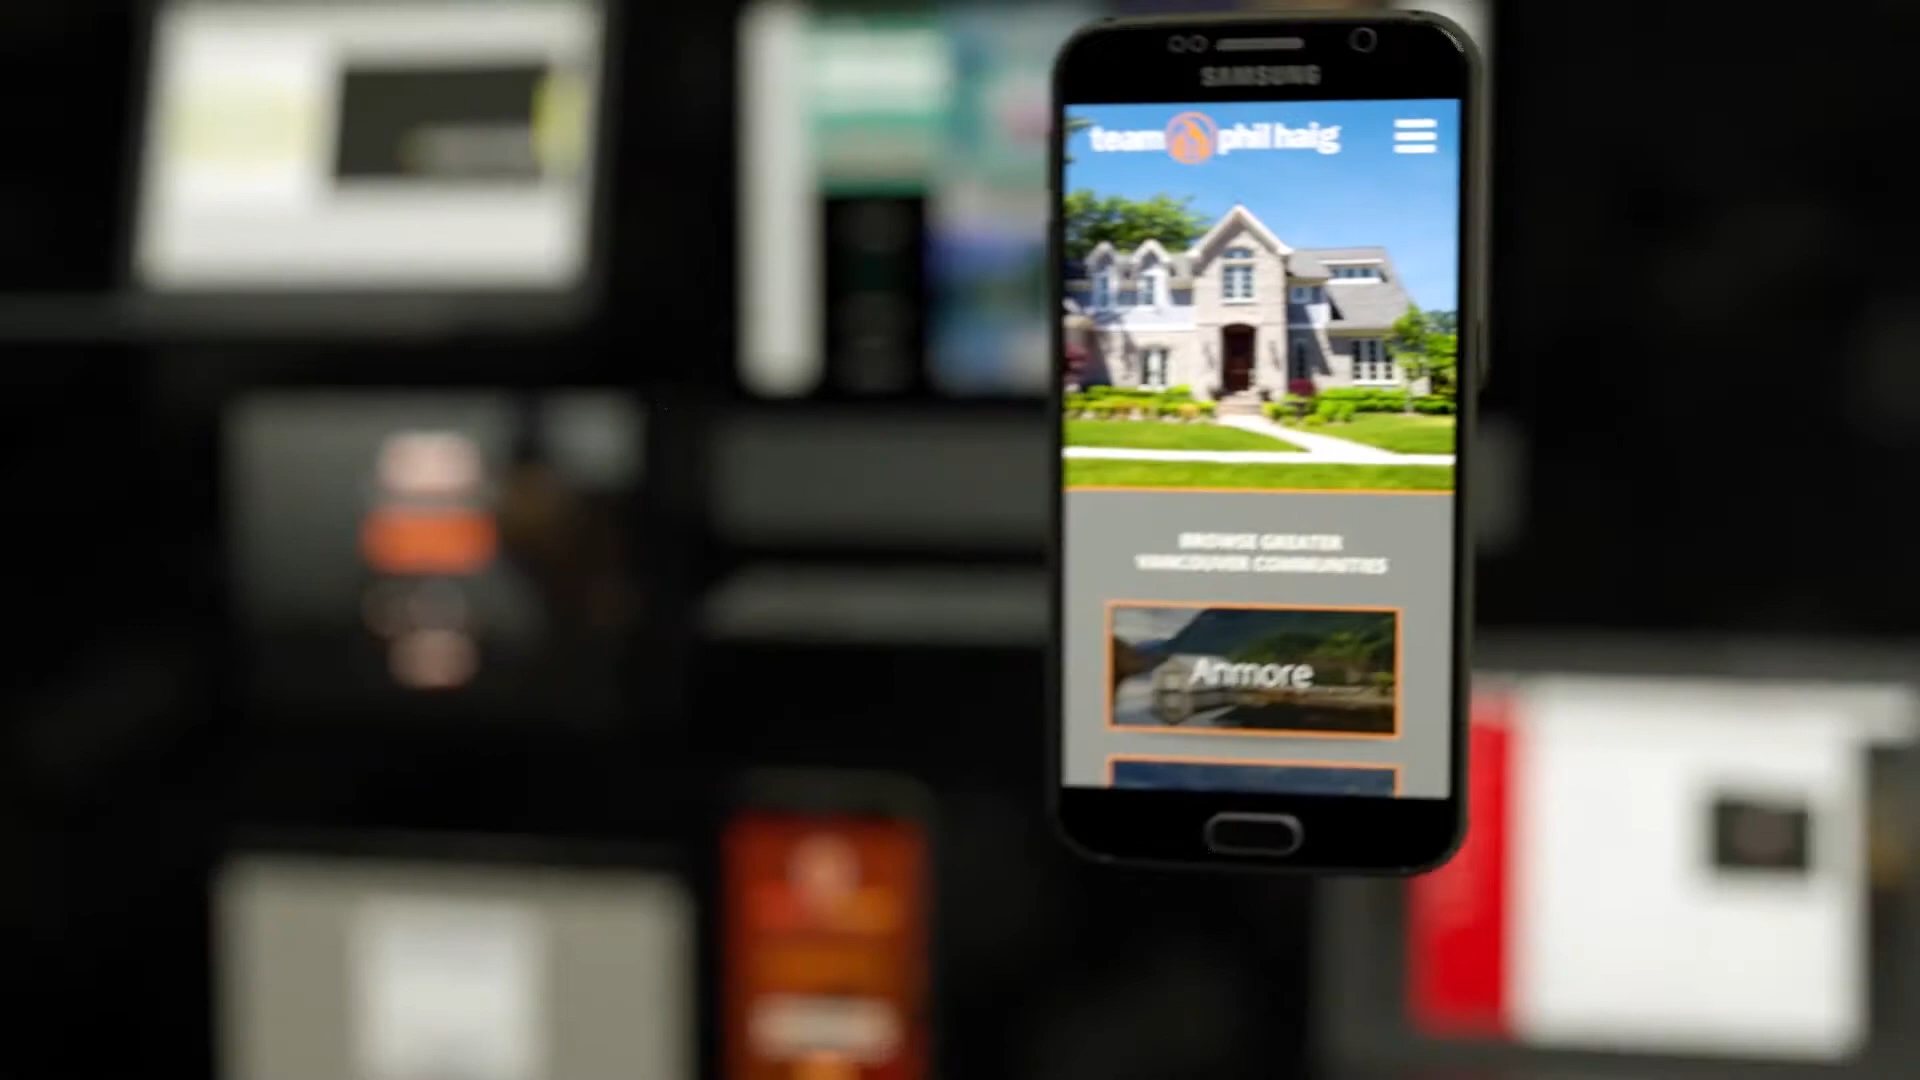 SAMSUNG
team phil haig
BROWSE GREATER
VANCOUVER COMMUNITIES
Anmore